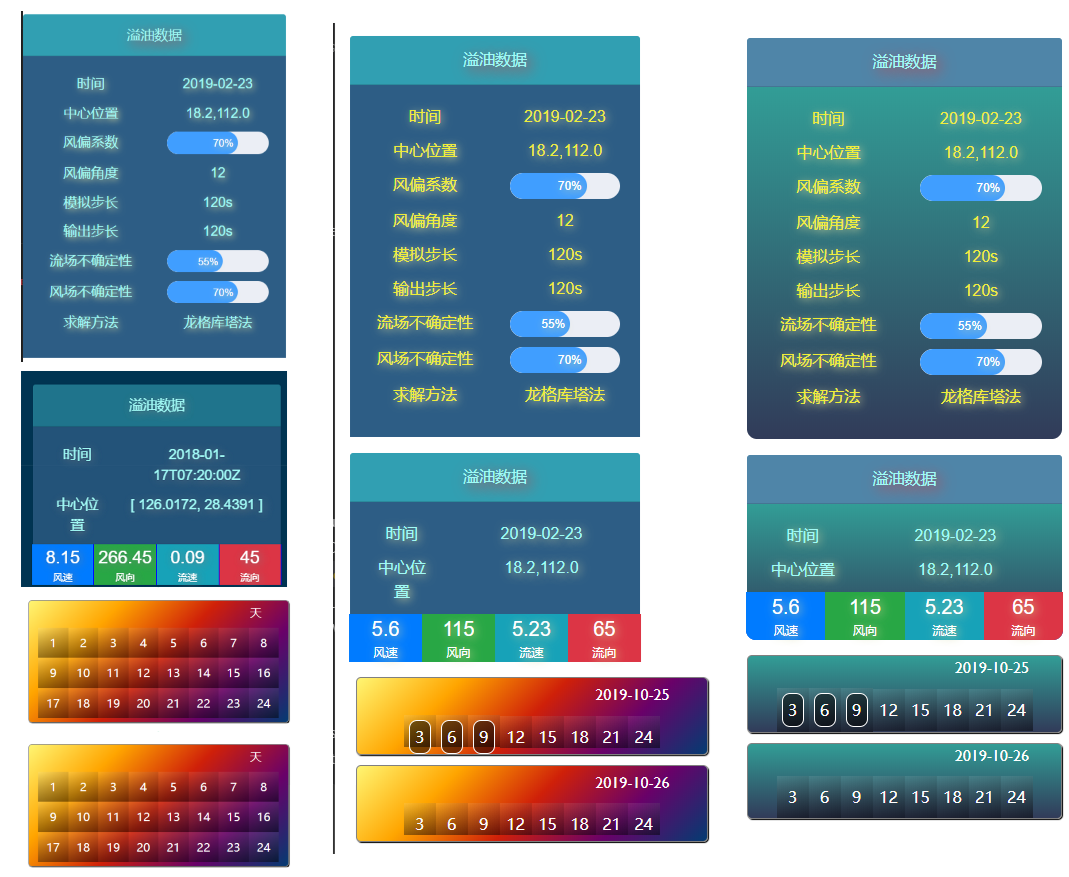 溢油数据
时间 2019-02-23
中心位置 18.2,112.0
风偏系数 70%
风偏角度 12
模拟步长 120s
输出步长 120s
流场不确定性 55%
风场不确定性 70%
求解方法 龙格库塔法
溢油数据
时间 2018-01-
17T07:20:00Z
中心位 [ 126.0172, 28.4391 ]
置
8.15 266.45 0.09 45
风速 风向 流速 流向
天
1 2 3 4 5 6 7 8
9 10 11 12 13 14 15 16
17 18 19 20 21 22 23 24
天
1 2 3 4 5 6 7 8
9 10 11 12 13 14 15 16
17 18 19 20 21 22 23 24
溢油数据
时间 2019-02-23
中心位置 18.2,112.0
风偏系数 70%
风偏角度 12
模拟步长 120s
输出步长 120s
流场不确定性 55%
风场不确定性 70%
求解方法 龙格库塔法
溢油数据
时间 2019-02-23
中心位 18.2,112.0
置
5.6 115 5.23 65
风速 风向 流速 流向
2019-10-25
3 6 9 12 15 18 21 24
2019-10-26
3 6 9 12 15 18 21 24
溢油数据
时间 2019-02-23
中心位置 18.2,112.0
风偏系数 70%
风偏角度 12
模拟步长 120s
输出步长 120s
流场不确定性 55%
风场不确定性 70%
求解方法 龙格库塔法
溢油数据
时间 2019-02-23
中心位置 18.2,112.0
5.6 115 5.23 65
风速 风向 流速 流向
2019-10-25
3 6 9 12 15 18 21 24
2019-10-26
3 6 9 12 15 18 21 24